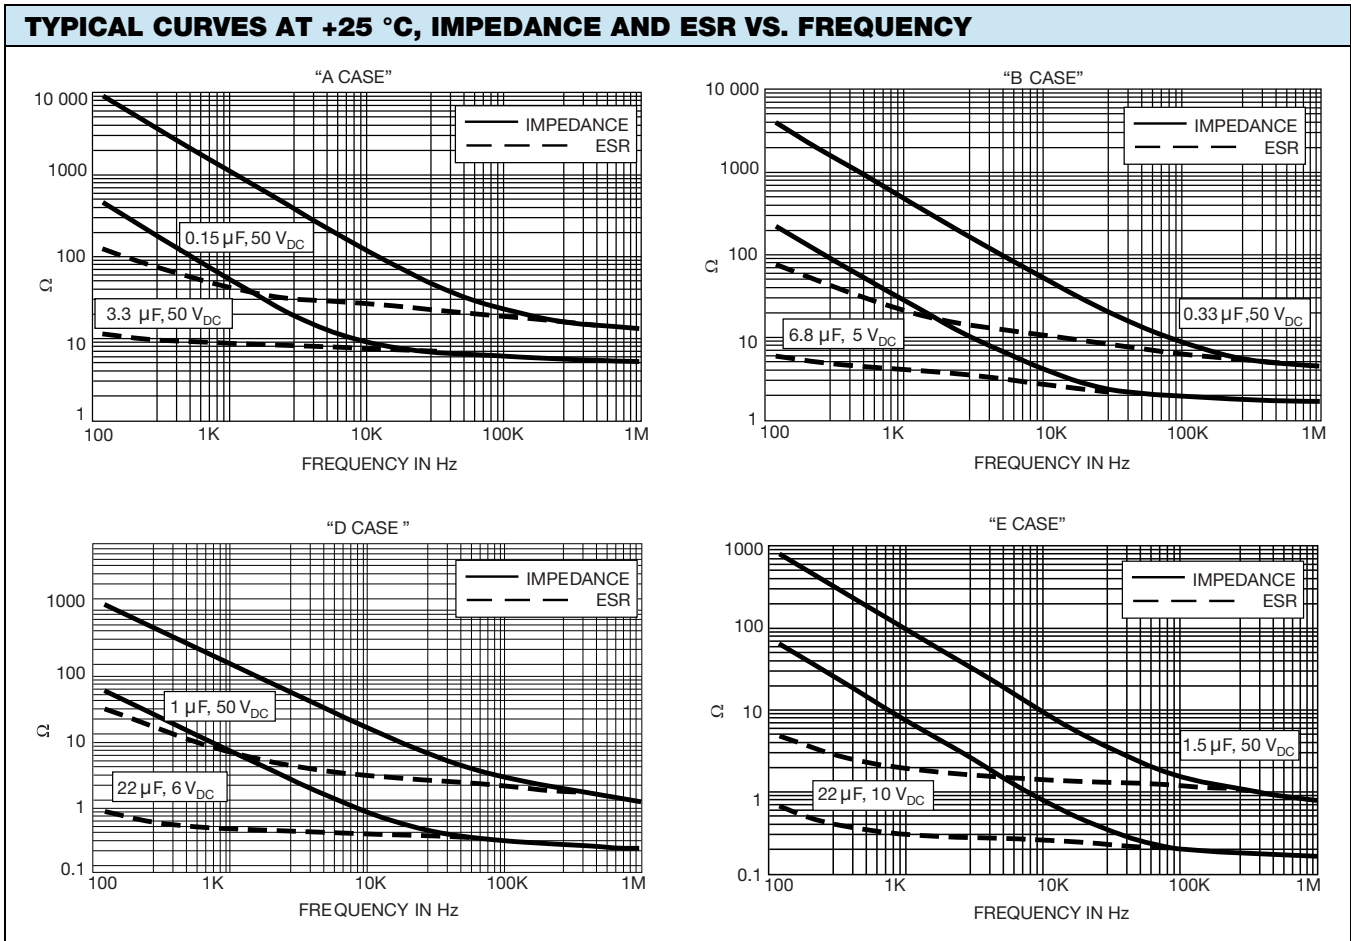 TYPICAL CURVES AT +25 °C, IMPEDANCE AND ESR VS. FREQUENCY
“A CASE”
10 000
1000
100
10
1
Ω
IMPEDANCE
ESR
0.15 µF, 50 VDC
3.3 µF, 50 VDC
100 1K 10K 100K 1M
FREQUENCY IN Hz
“B CASE”
10 000
1000
100
10
1
Ω
IMPEDANCE
ESR
0.33 µF, 50 VDC
6.8 µF, 5 VDC
100 1K 10K 100K 1M
FREQUENCY IN Hz
“D CASE ”
1000
100
10
1
0.1
Ω
IMPEDANCE
ESR
1 µF, 50 VDC
22 µF, 6 VDC
100 1K 10K 100K 1M
FREQUENCY IN Hz
“E CASE”
1000
100
10
1
0.1
Ω
IMPEDANCE
ESR
1.5 µF, 50 VDC
22 µF, 10 VDC
100 1K 10K 100K 1M
FREQUENCY IN Hz